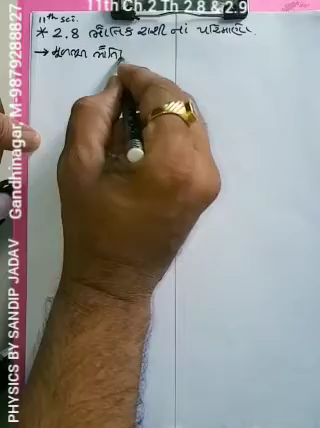 11th Ch.2 Th 2.8 & 2.9
11th sci.
* 2.8 ભૌતિક રાશી નાં પરિમાણો.
→ મૂળભૂત ભૌતિ
PHYSICS BY SANDIP JADAV Gandhinagar, M-9879288827